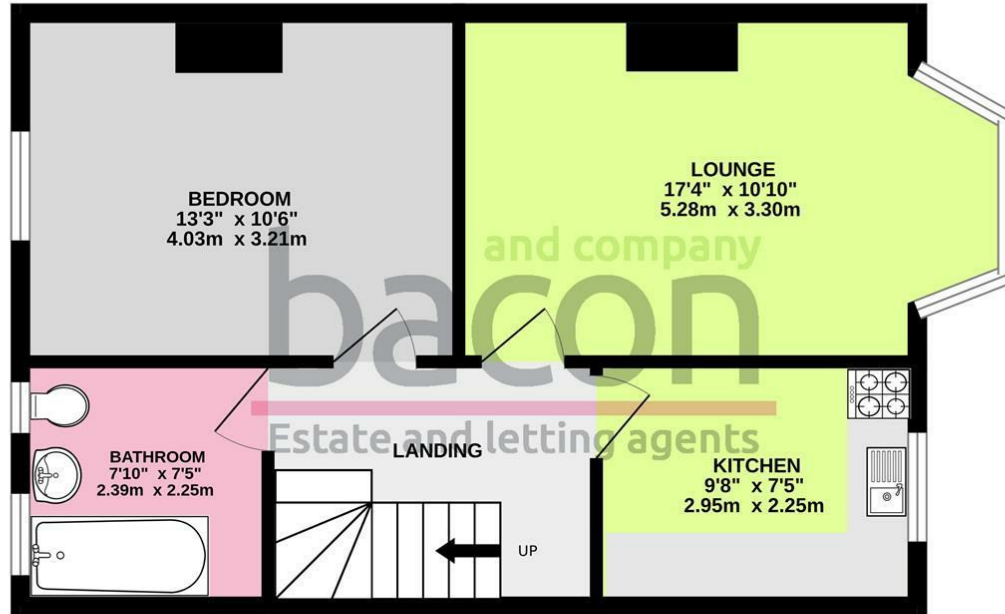 BEDROOM
13'3" x 10'6"
4.03m x 3.21m
LOUNGE
17'4" x 10'10"
5.28m x 3.30m
and company
bacon
Estate and letting agents
BATHROOM
7'10" x 7'5"
2.39m x 2.25m
LANDING
UP
KITCHEN
9'8" x 7'5"
2.95m x 2.25m